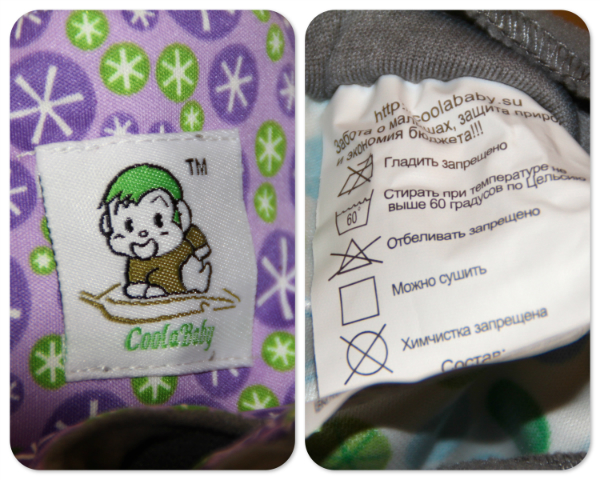 TM
CoolaBaby
http://coolababy.su
Забота о малышах, защита природы
и экономия бюджета!!!
Гладить запрещено
Стирать при температуре не
60
выше 60 градусов по Цельсию
Отбеливать запрещено
Можно сушить
Химчистка запрещена
Состав: